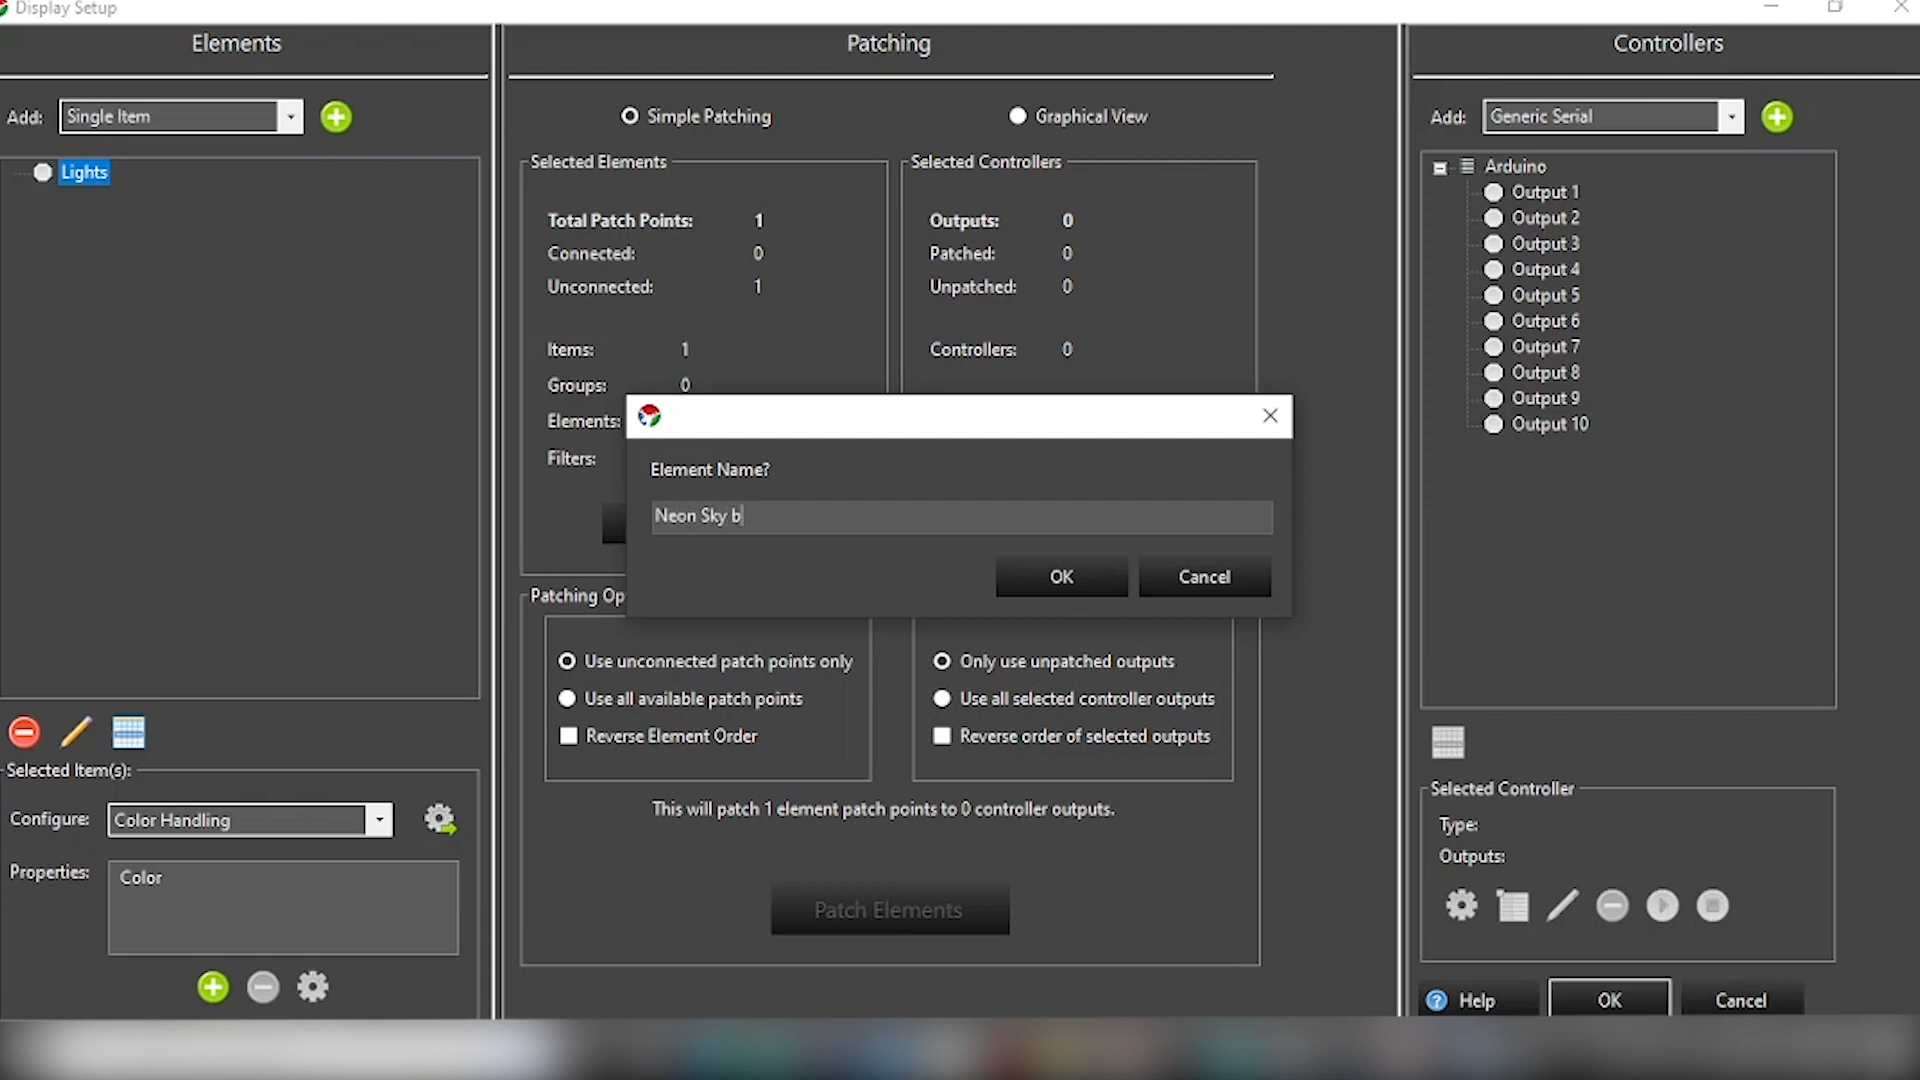 Display Setup
Elements
Add:
Single Item
Lights
Selected Item(s):
Configure:
Color Handling
Properties:
Color
Patching
Simple Patching
Graphical View
Selected Elements
Total Patch Points: 1
Connected: 0
Unconnected: 1
Items: 1
Groups: 0
Elements:
Filters:
Selected Controllers
Outputs: 0
Patched: 0
Unpatched: 0
Controllers: 0
Element Name?
Neon Sky b
OK
Cancel
Patching Op
Use unconnected patch points only
Use all available patch points
Reverse Element Order
Only use unpatched outputs
Use all selected controller outputs
Reverse order of selected outputs
This will patch 1 element patch points to 0 controller outputs.
Patch Elements
Controllers
Add:
Generic Serial
Arduino
Output 1
Output 2
Output 3
Output 4
Output 5
Output 6
Output 7
Output 8
Output 9
Output 10
Selected Controller
Type:
Outputs:
Help
OK
Cancel